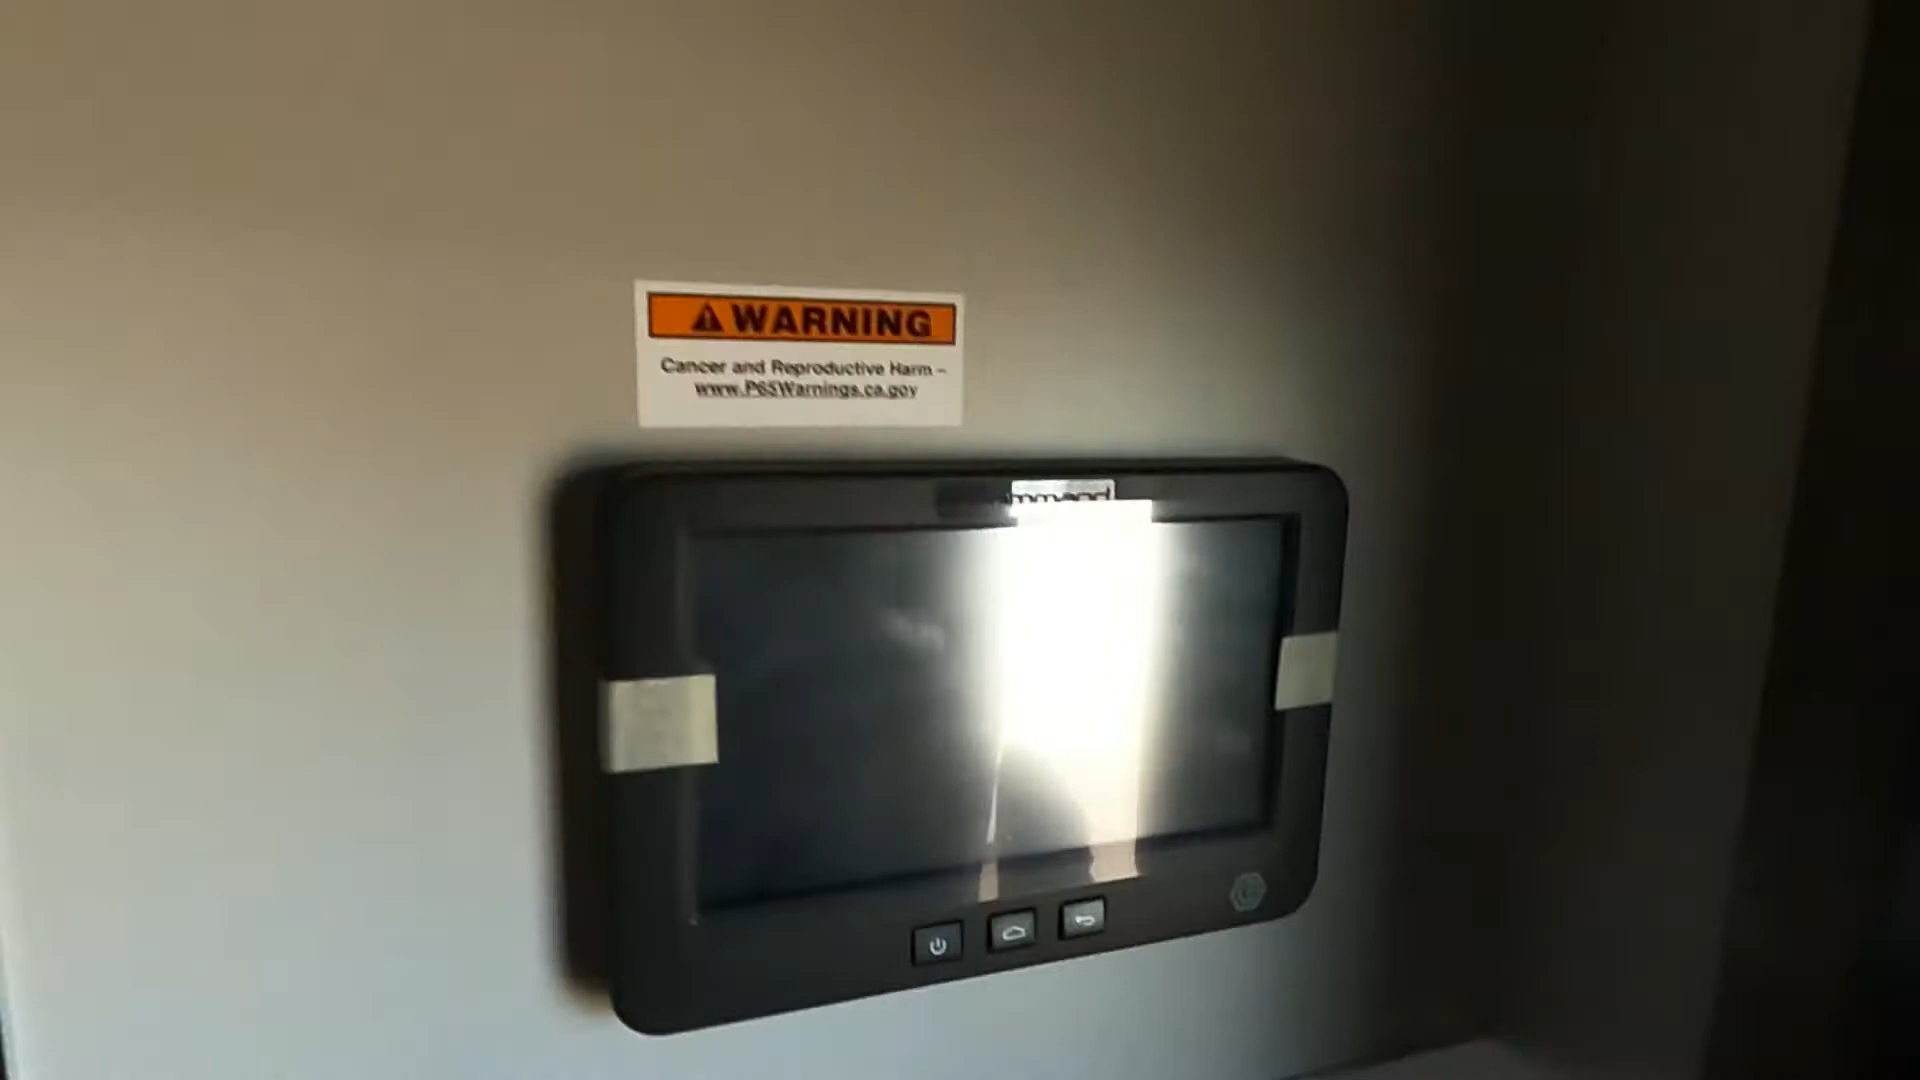 WARNING
Cancer and Reproductive Harm –
www.P65Warnings.ca.gov